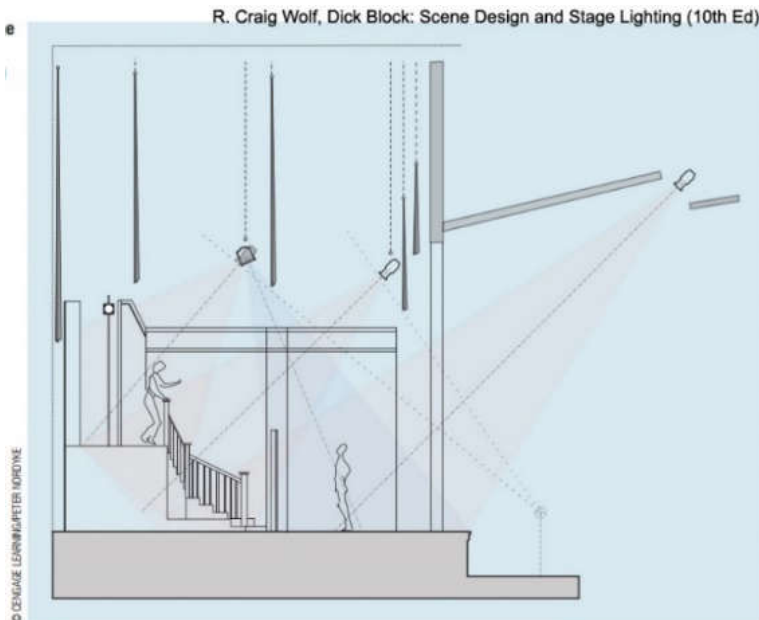 R. Craig Wolf, Dick Block: Scene Design and Stage Lighting (10th Ed)
e
© CENGAGE LEARNING/PETER NORDYKE